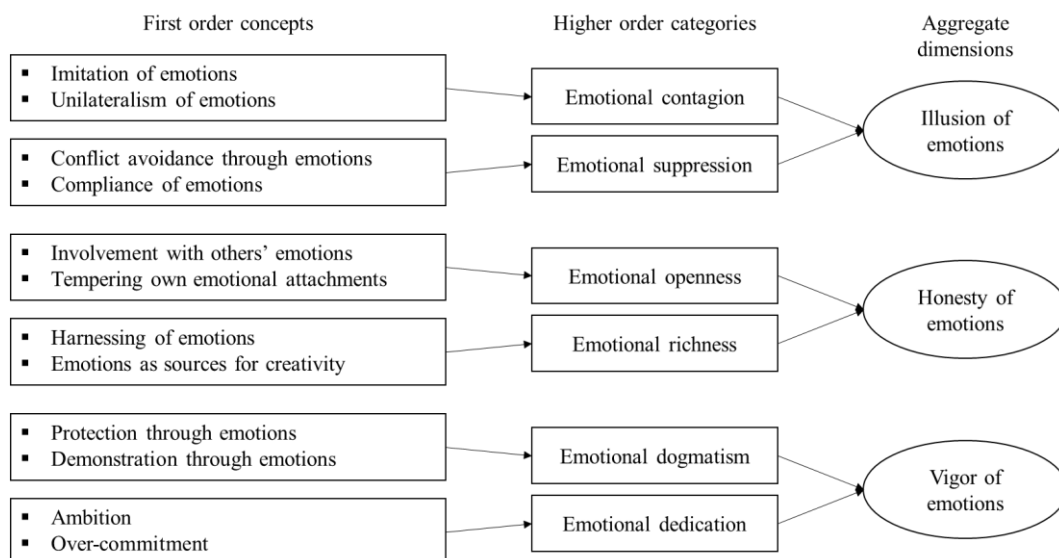 First order concepts
Higher order categories
Aggregate
dimensions
▪ Imitation of emotions
▪ Unilateralism of emotions
Emotional contagion
Illusion of
emotions
▪ Conflict avoidance through emotions
▪ Compliance of emotions
Emotional suppression
▪ Involvement with others’ emotions
▪ Tempering own emotional attachments
Emotional openness
Honesty of
emotions
▪ Harnessing of emotions
▪ Emotions as sources for creativity
Emotional richness
▪ Protection through emotions
▪ Demonstration through emotions
Emotional dogmatism
Vigor of
emotions
▪ Ambition
▪ Over-commitment
Emotional dedication